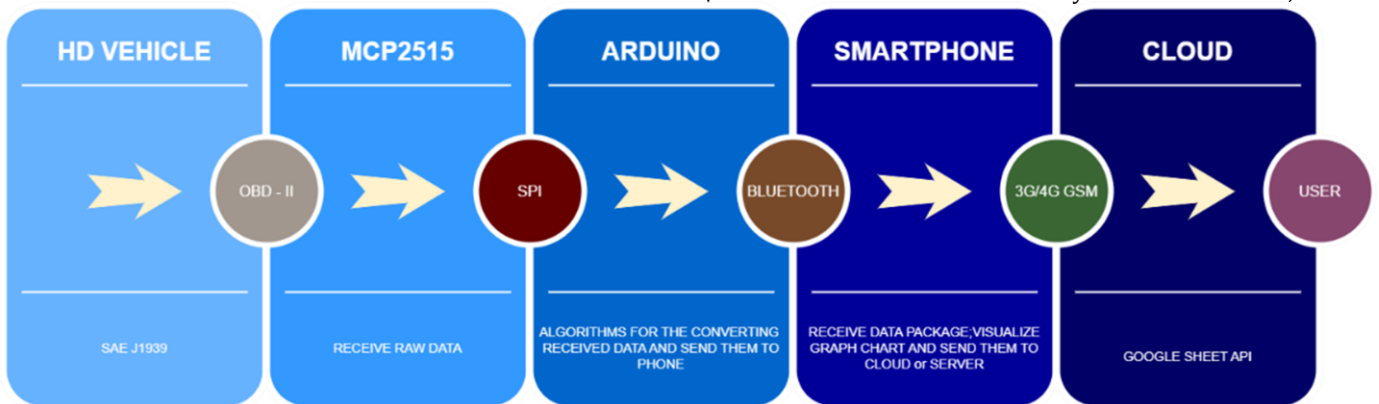 HD VEHICLE
MCP2515
ARDUINO
SMARTPHONE
CLOUD
OBD - II
SPI
BLUETOOTH
3G/4G GSM
USER
SAE J1939
RECEIVE RAW DATA
ALGORITHMS FOR THE CONVERTING
RECEIVED DATA AND SEND THEM TO
PHONE
RECEIVE DATA PACKAGE;VISUALIZE
GRAPH CHART AND SEND THEM TO
CLOUD or SERVER
GOOGLE SHEET API